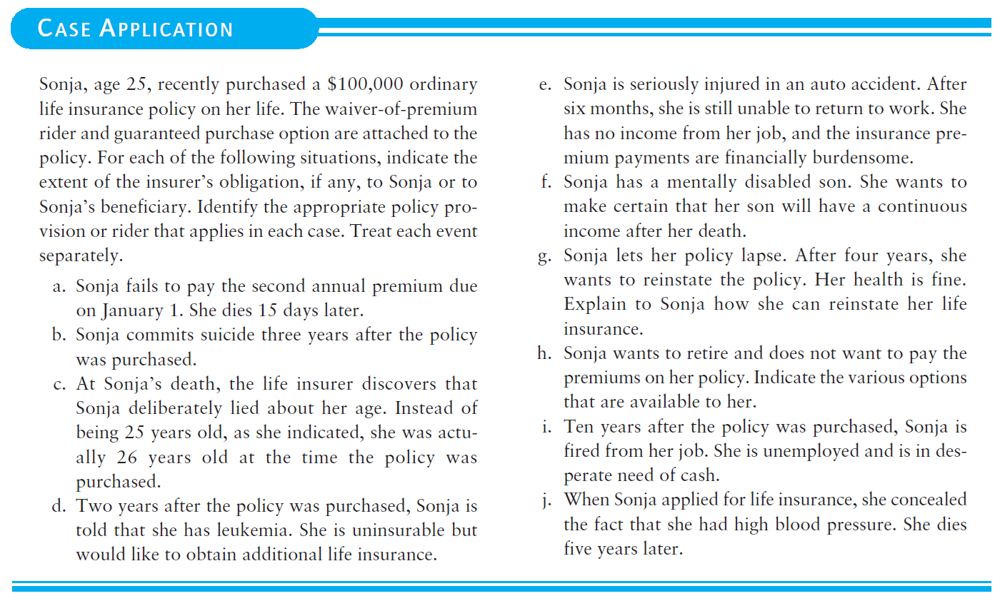 CASE APPLICATION
Sonja, age 25, recently purchased a $100,000 ordinary
life insurance policy on her life. The waiver-of-premium
rider and guaranteed purchase option are attached to the
policy. For each of the following situations, indicate the
extent of the insurer's obligation, if any, to Sonja or to
Sonja's beneficiary. Identify the appropriate policy pro-
vision or rider that applies in each case. Treat each event
separately.
a. Sonja fails to pay the second annual premium due
on January 1. She dies 15 days later.
b. Sonja commits suicide three years after the policy
was purchased.
c. At Sonja's death, the life insurer discovers that
Sonja deliberately lied about her age. Instead of
being 25 years old, as she indicated, she was actu-
ally 26 years old at the time the policy was
purchased.
d. Two years after the policy was purchased, Sonja is
told that she has leukemia. She is uninsurable but
would like to obtain additional life insurance.
e. Sonja is seriously injured in an auto accident. After
six months, she is still unable to return to work. She
has no income from her job, and the insurance pre-
mium payments are financially burdensome.
f. Sonja has a mentally disabled son. She wants to
make certain that her son will have a continuous
income after her death.
g. Sonja lets her policy lapse. After four years, she
wants to reinstate the policy. Her health is fine.
Explain to Sonja how she can reinstate her life
insurance.
h. Sonja wants to retire and does not want to pay the
premiums on her policy. Indicate the various options
that are available to her.
i. Ten years after the policy was purchased, Sonja is
fired from her job. She is unemployed and is in des-
perate need of cash.
j. When Sonja applied for life insurance, she concealed
the fact that she had high blood pressure. She dies
five years later.